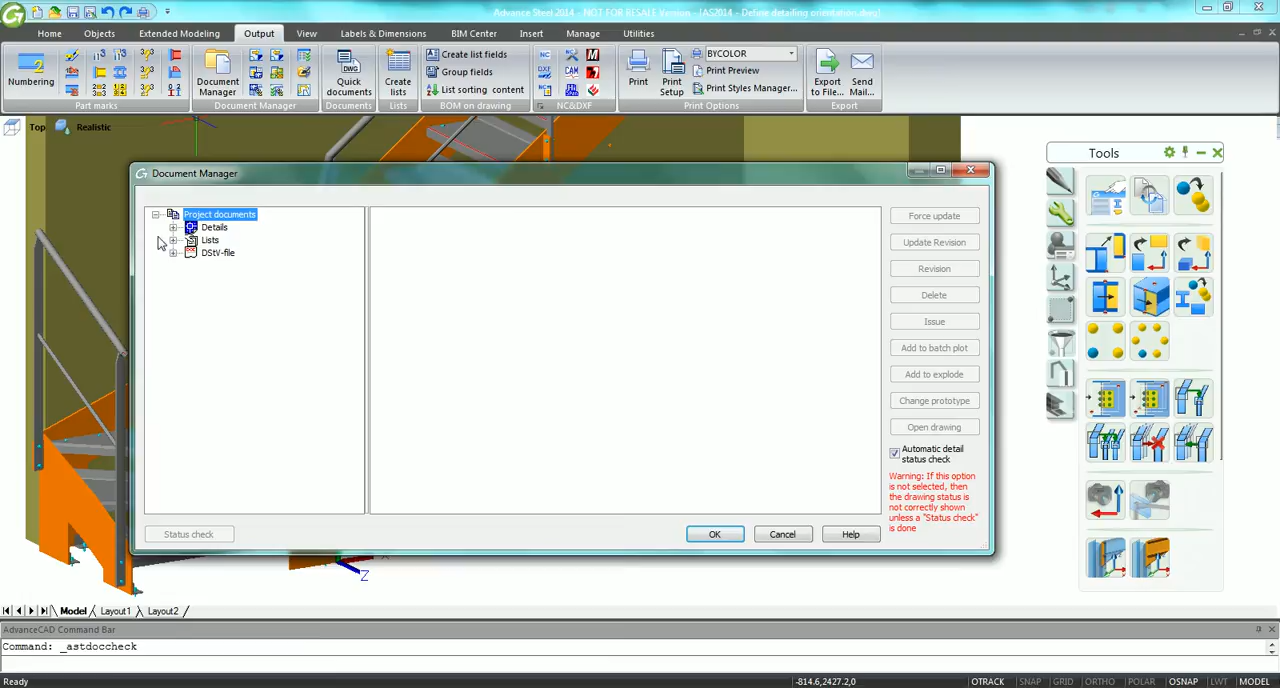 Advance Steel 2014 - NOT FOR RESALE Version - [AS2014 - Define detailing orientation.dwg]
Home Objects Extended Modeling Output View Labels & Dimensions BIM Center Insert Manage Utilities
Numbering
Part marks
Document Manager
Document Manager
Quick documents
Documents
Create lists
Lists
Create list fields
Group fields
List sorting content
BOM on drawing
NC
DXF
CAM
NC&DXF
Print
Print Setup
BYCOLOR
Print Preview
Print Styles Manager...
Print Options
Export to File...
Send Mail...
Export
Top Realistic
Tools
Document Manager
Project documents
Details
Lists
DStV-file
Force update
Update Revision
Revision
Delete
Issue
Add to batch plot
Add to explode
Change prototype
Open drawing
Automatic detail
status check
Warning: If this option
is not selected, then
the drawing status is
not correctly shown
unless a "Status check"
is done
Status check
OK
Cancel
Help
Z
Model Layout1 Layout2
AdvanceCAD Command Bar
Command: _astdoccheck
Ready
-814.6,2427.2,0
OTRACK SNAP GRID ORTHO POLAR OSNAP LWT MODEL